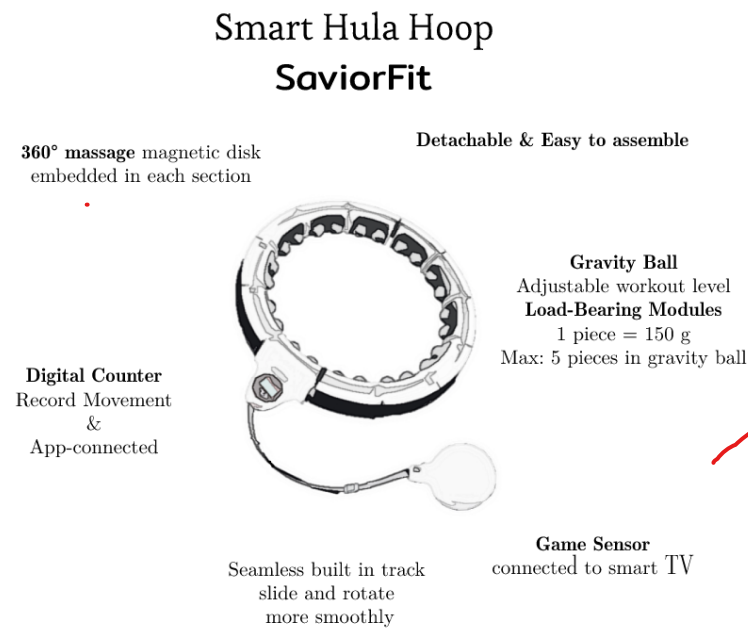 Smart Hula Hoop
SaviorFit
360° massage magnetic disk
embedded in each section
Detachable & Easy to assemble
Gravity Ball
Adjustable workout level
Load-Bearing Modules
1 piece = 150 g
Max: 5 pieces in gravity ball
Digital Counter
Record Movement
&
App-connected
Game Sensor
connected to smart TV
Seamless built in track
slide and rotate
more smoothly